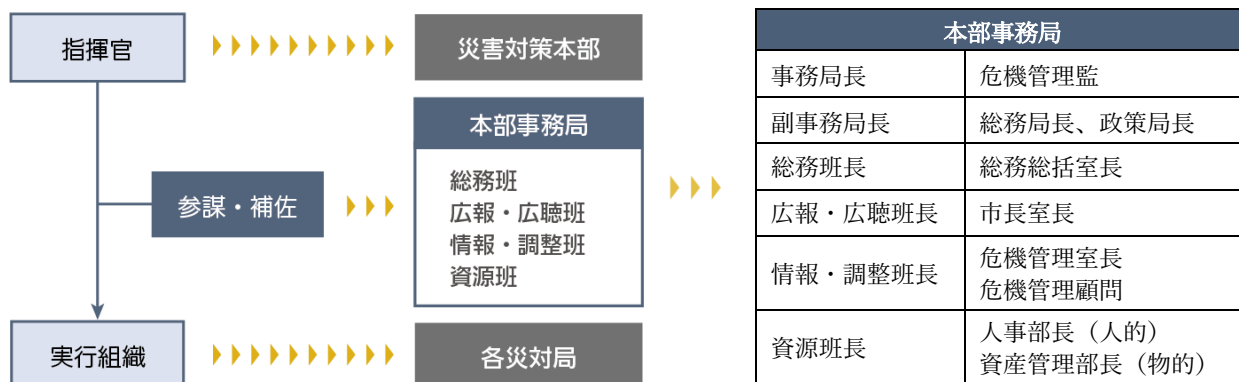 指揮官
災害対策本部
本部事務局
総務班
広報・広聴班
情報・調整班
資源班
参謀・補佐
実行組織
各災対局
本部事務局
事務局長 危機管理監
副事務局長 総務局長、政策局長
総務班長 総務総括室長
広報・広聴班長 市長室長
情報・調整班長 危機管理室長
危機管理顧問
資源班長 人事部長（人的）
資産管理部長（物的）